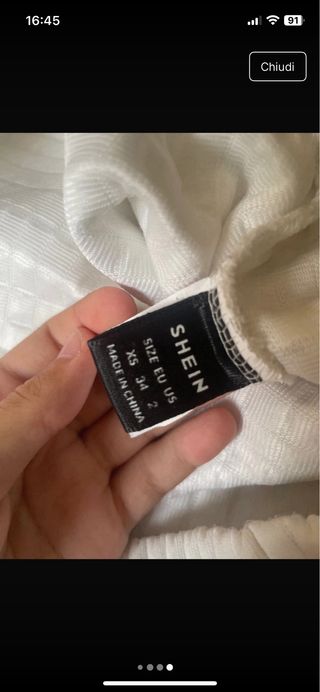 16:45
91
Chiudi
SHEIN
SIZE EU US
XS 34 2
MADE IN CHINA